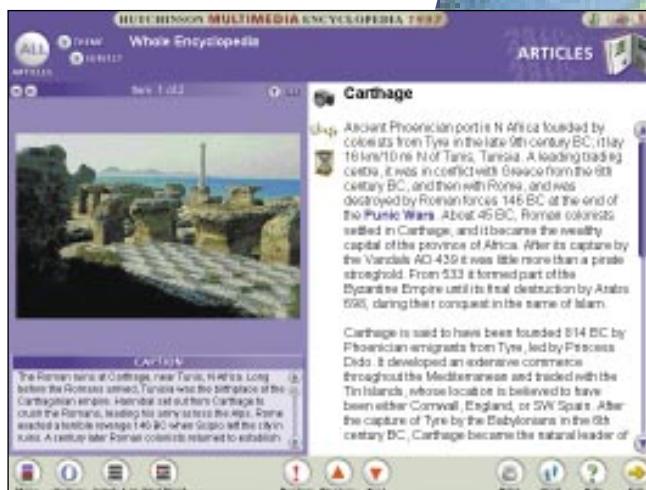 HUTCHINSON MULTIMEDIA ENCYCLOPEDIA 1997
ALL
ARTICLES
THEME
SUBJECT
Whole Encyclopedia
ARTICLES
Item 1 of 2
Carthage
Ancient Phoenician port in N Africa founded by
colonists from Tyre in the late 9th century BC; it lay
16 km/10 mi N of Tunis, Tunisia. A leading trading
centre, it was in conflict with Greece from the 6th
century BC, and then with Rome, and was
destroyed by Roman forces 146 BC at the end of
the Punic Wars. About 45 BC, Roman colonists
settled in Carthage, and it became the wealthy
capital of the province of Africa. After its capture by
the Vandals AD 439 it was little more than a pirate
stronghold. From 533 it formed part of the
Byzantine Empire until its final destruction by Arabs
698, during their conquest in the name of Islam.
Carthage is said to have been founded 814 BC by
Phoenician emigrants from Tyre, led by Princess
Dido. It developed an extensive commerce
throughout the Mediterranean and traded with the
Tin Islands, whose location is believed to have
been either Cornwall, England, or SW Spain. After
the capture of Tyre by the Babylonians in the 6th
century BC, Carthage became the natural leader of
CAPTION
The Roman ruins at Carthage, near Tunis, N Africa. Long
before the Romans arrived, Tunisia was the birthplace of the
Carthaginian empire. Hannibal set out from Carthage to
crush the Romans, leading his army across the Alps. Rome
exacted a terrible revenge 146 BC when Scipio left the city in
ruins. A century later Roman colonists returned to establish